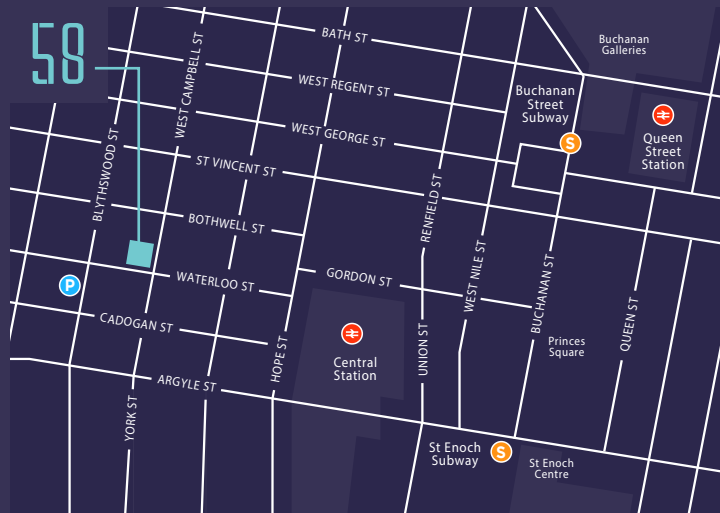 58
BATH ST
Buchanan
Galleries
WEST CAMPBELL ST
WEST REGENT ST
Buchanan
Street
Subway
S
WEST GEORGE ST
Queen
Street
Station
BLYTHSWOOD ST
ST VINCENT ST
RENFIELD ST
BOTHWELL ST
WEST NILE ST
BUCHANAN ST
P
WATERLOO ST
GORDON ST
QUEEN ST
CADOGAN ST
HOPE ST
UNION ST
Central
Station
Princes
Square
ARGYLE ST
YORK ST
St Enoch
Subway
S
St Enoch
Centre